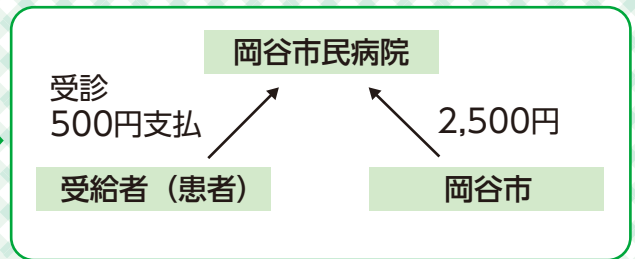 岡谷市民病院
受診
500円支払
2,500円
受給者（患者）
岡谷市